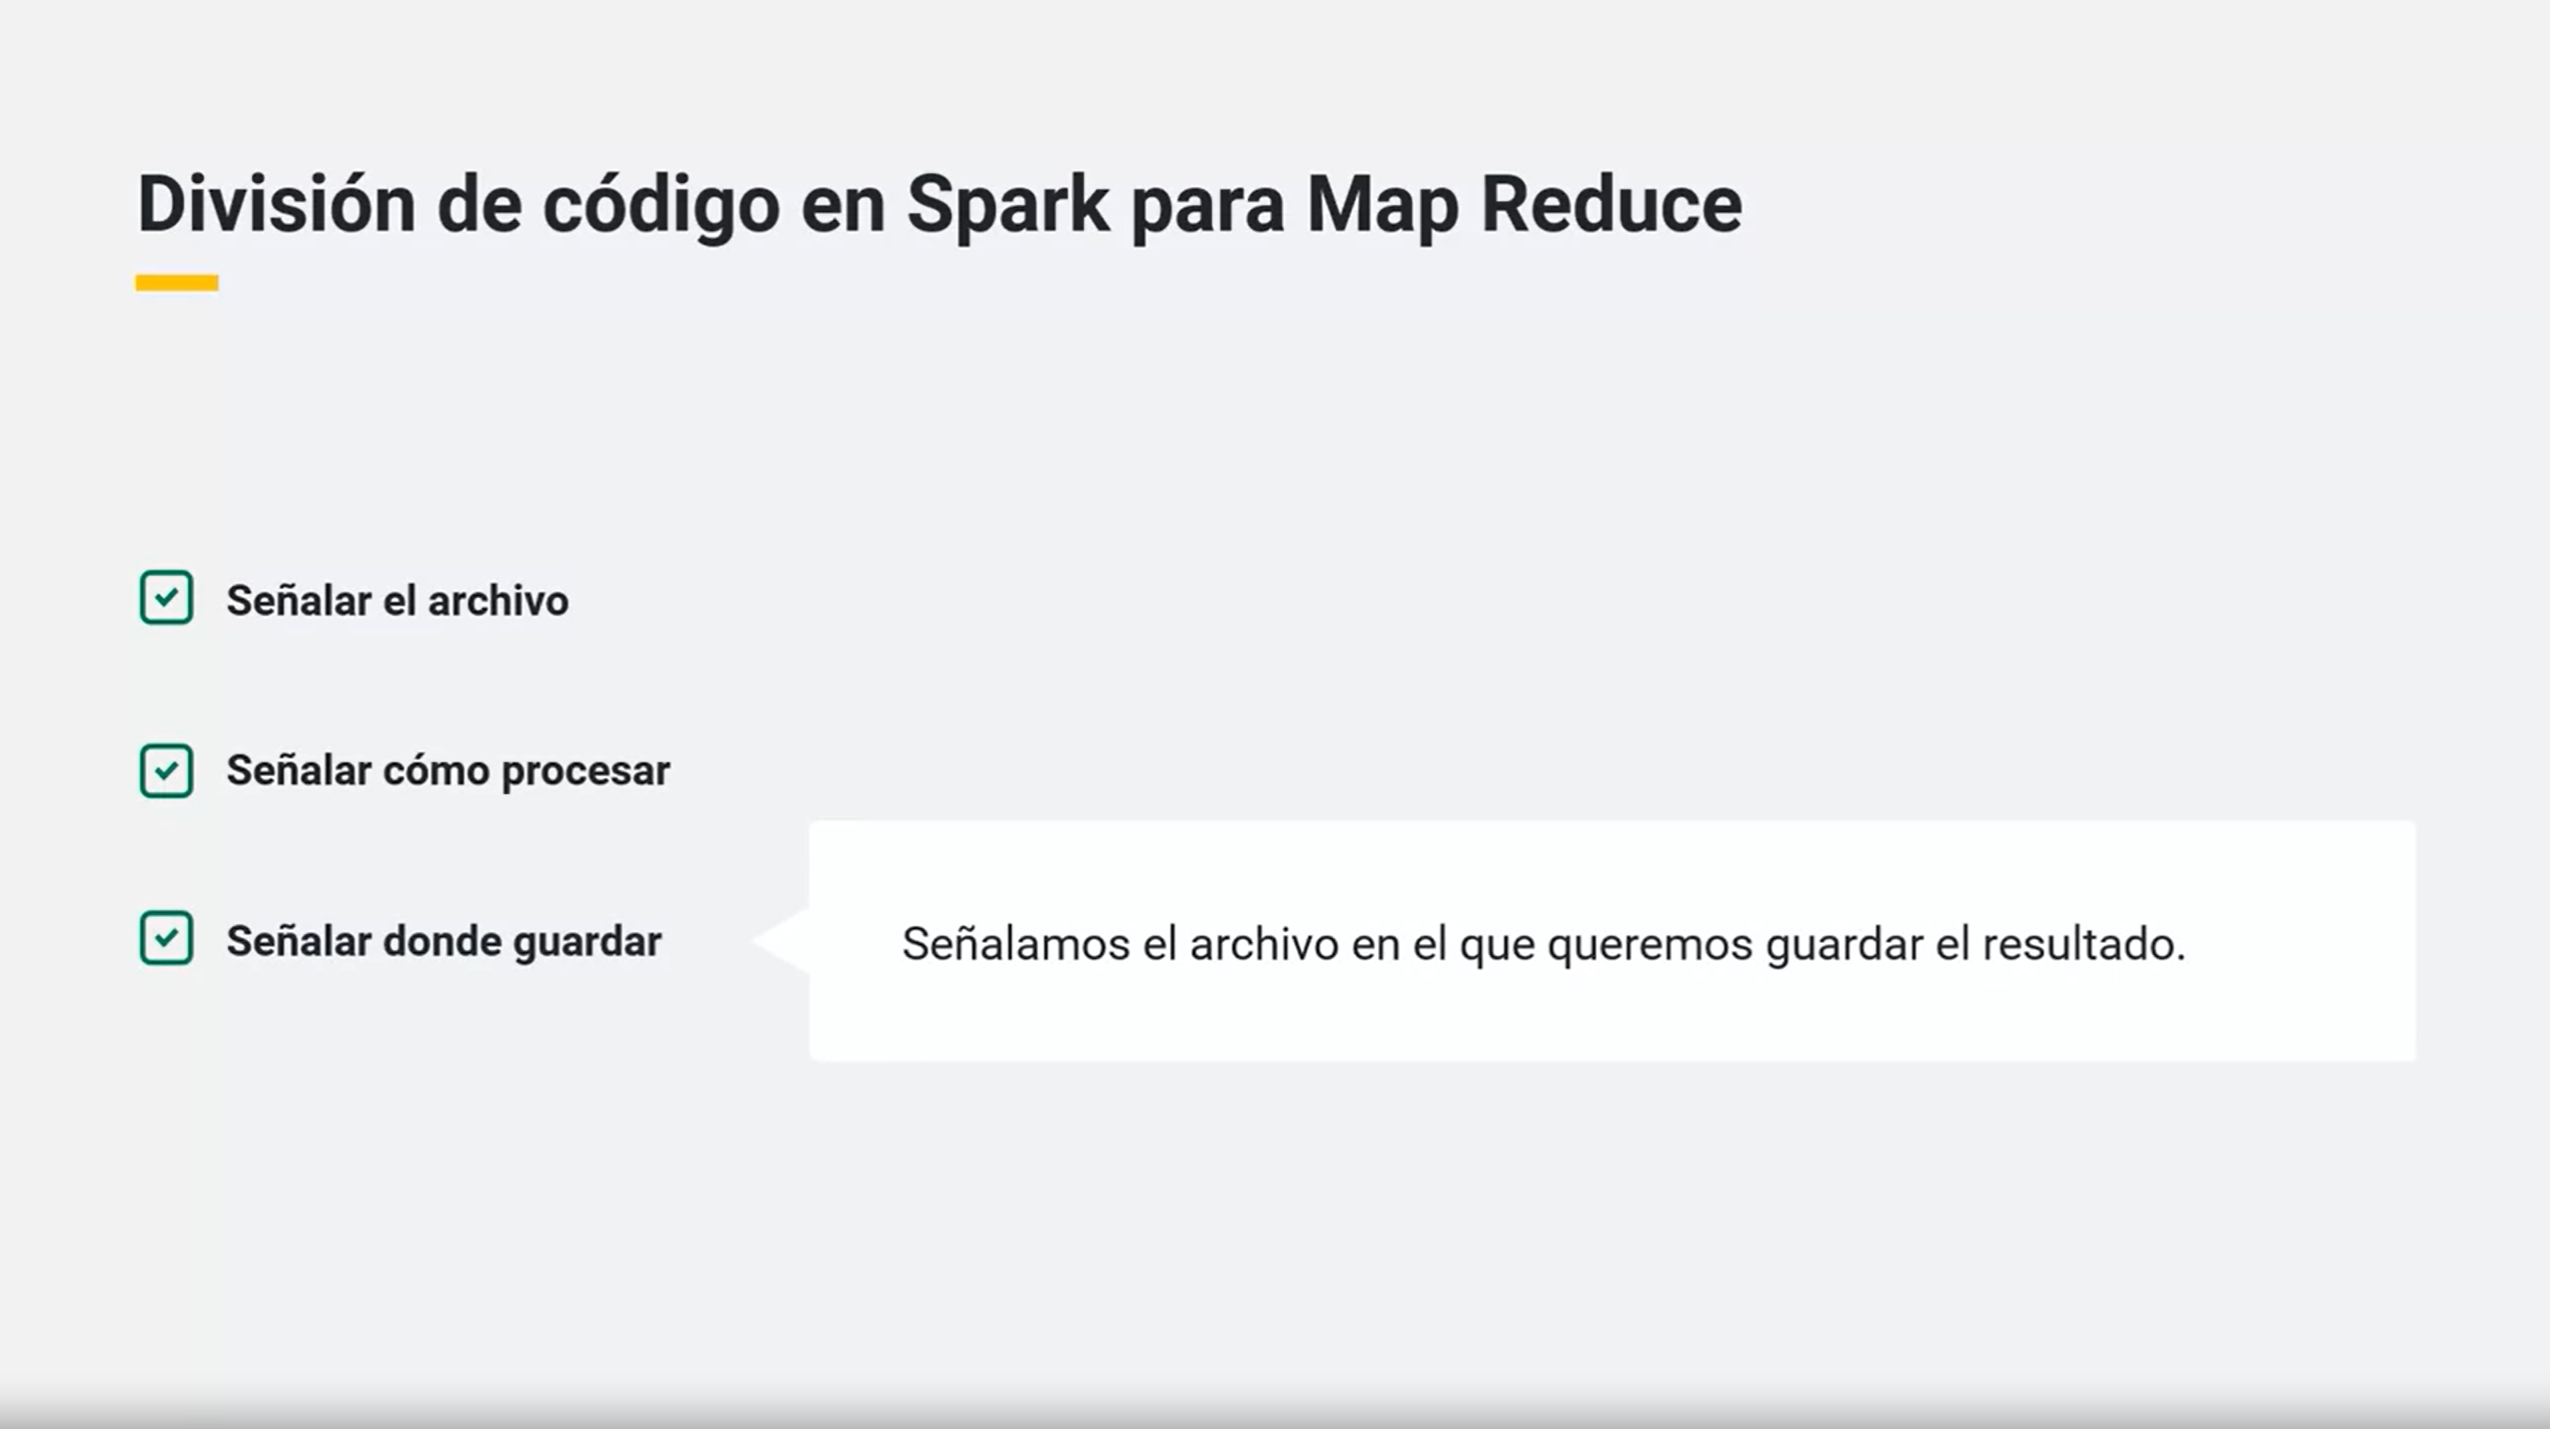 División de código en Spark para Map Reduce
Señalar el archivo
Señalar cómo procesar
Señalar donde guardar
Señalamos el archivo en el que queremos guardar el resultado.